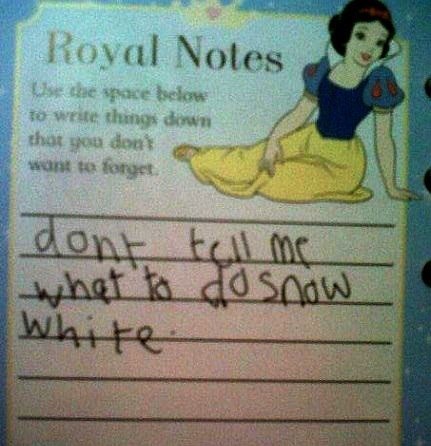 Royal Notes
Use the space below
to write things down
that you don't
want to forget.
dont tell me
what to do snow
white.